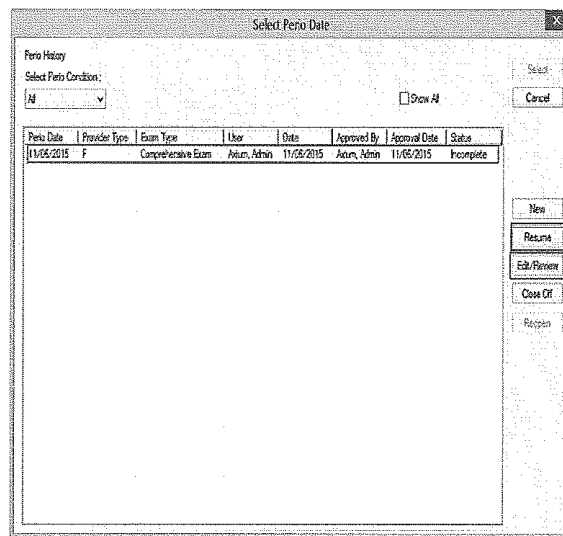 Select Perio Date
Perio History
Select Perio Condition :
All
Show All
Select
Cancel
Perio Date Provider Type Exam Type User Date Approved By Approval Date Status
11/06/2015 F Comprehensive Exam Axium, Admin 11/06/2015 Axium, Admin 11/06/2015 Incomplete
New
Resume
Edit/Review
Close Off
Reopen